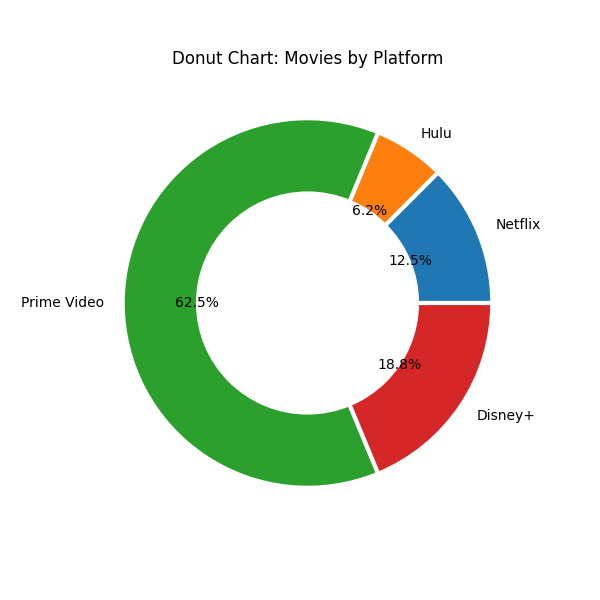 Donut Chart: Movies by Platform
Hulu
6.2%
Netflix
12.5%
Prime Video
62.5%
18.8%
Disney+